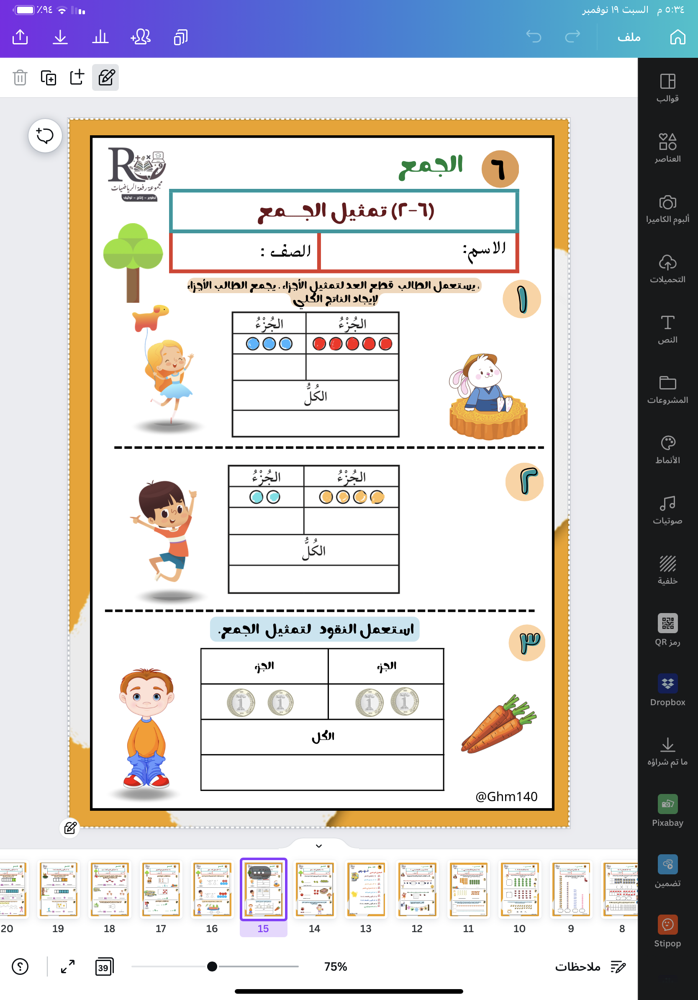 ٥:٣٤ م السبت ١٩ نوفمبر
٪٩٤
ملف
قوالب
العناصر
ألبوم الكاميرا
التحميلات
النص
المشروعات
الأنماط
صوتيات
خلفية
رمز QR
Dropbox
ما تم شراؤه
Pixabay
تضمين
Stipop
٦
الجمع
R
مجموعة رفعة الرياضيات
تطوير - إنتاج - توثيق
(٦-٢) تمثيل الجـــمع
الاسم:
الصف :
١
، يستعمل الطالب قطع العد لتمثيل الأجزاء . يجمع الطالب الأجزاء
لإيجاد الناتج الكلي
الجُزْءُ الجُزْءُ
الكُلُّ
٢
الجُزْءُ الجُزْءُ
الكُلُّ
٣
استعمل النقود لتمثيل الجمع.
الجزء الجزء
1 1 1 1
الكل
@Ghm140
8 9 10 11 12 13 14 15 16 17 18 19 20
ملاحظات
75%
39